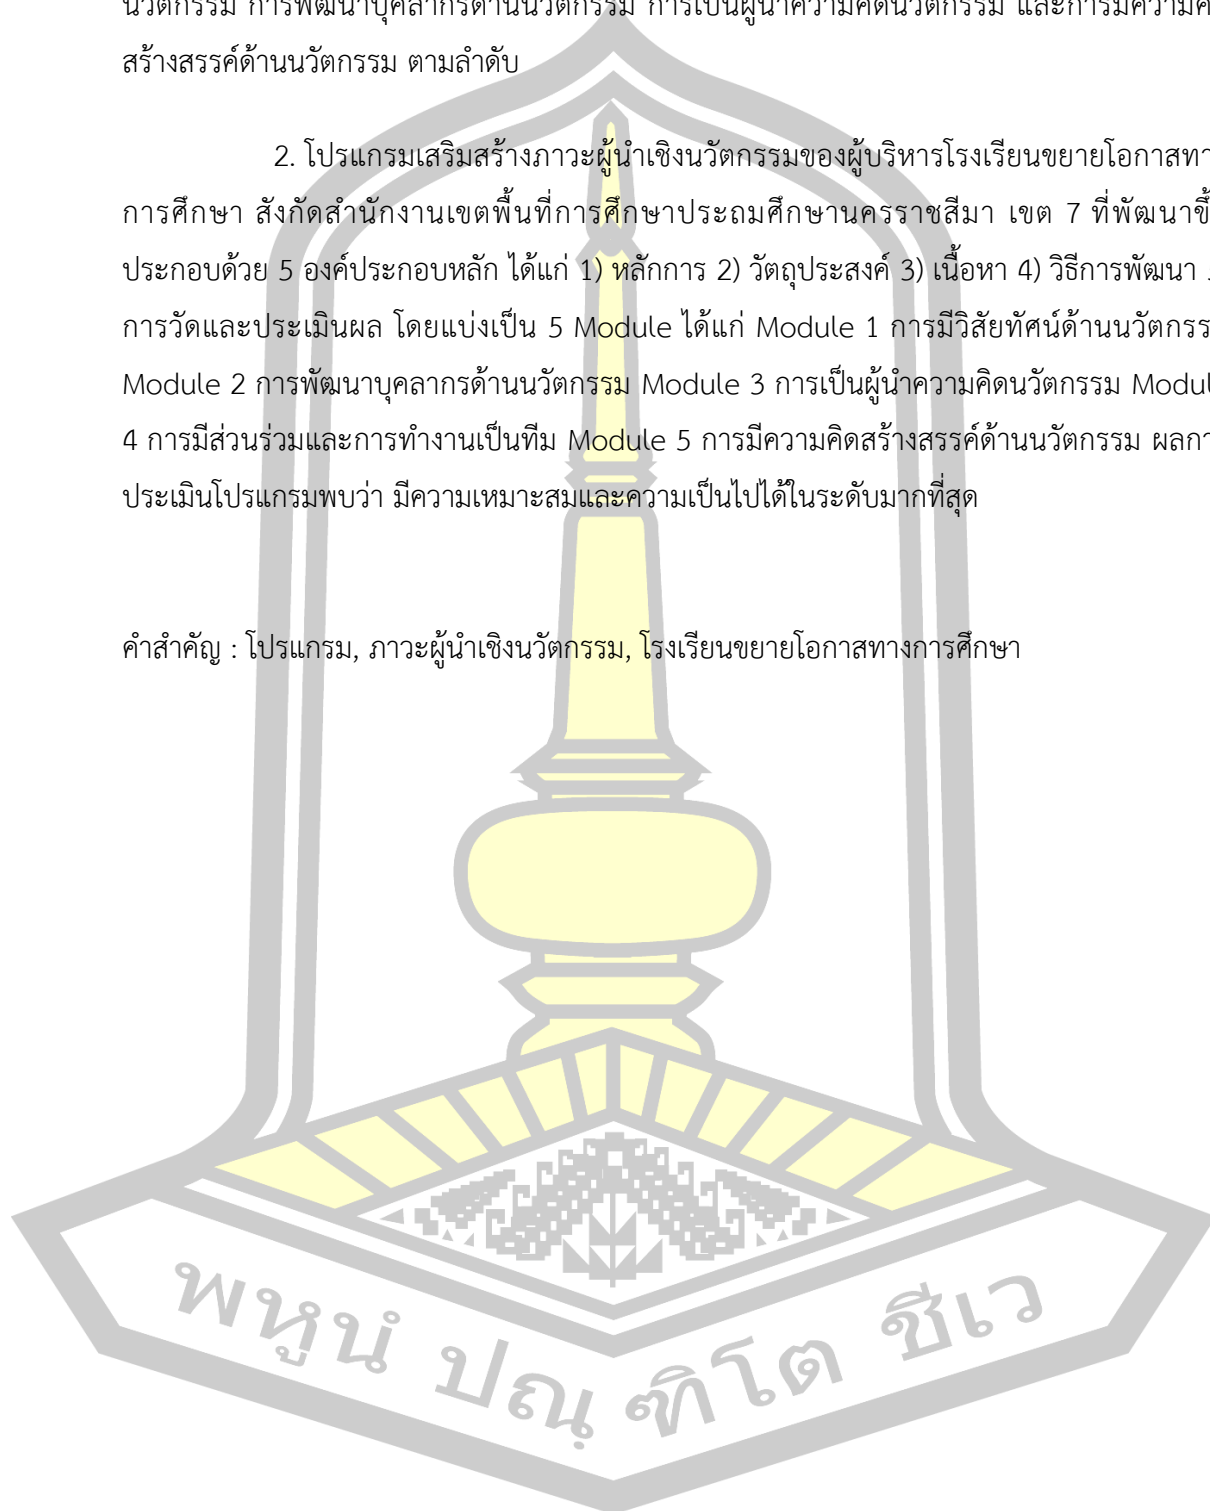 นวัตกรรม การพัฒนาบุคลากรด้านนวัตกรรม การเป็นผู้นำความคิดนวัตกรรม และการมีความค
สร้างสรรค์ด้านนวัตกรรม ตามลำดับ
2. โปรแกรมเสริมสร้างภาวะผู้นำเชิงนวัตกรรมของผู้บริหารโรงเรียนขยายโอกาสทา
การศึกษา สังกัดสำนักงานเขตพื้นที่การศึกษาประถมศึกษานครราชสีมา เขต 7 ที่พัฒนาขึ้
ประกอบด้วย 5 องค์ประกอบหลัก ได้แก่ 1) หลักการ 2) วัตถุประสงค์ 3) เนื้อหา 4) วิธีการพัฒนา
การวัดและประเมินผล โดยแบ่งเป็น 5 Module ได้แก่ Module 1 การมีวิสัยทัศน์ด้านนวัตกรร
Module 2 การพัฒนาบุคลากรด้านนวัตกรรม Module 3 การเป็นผู้นำความคิดนวัตกรรม Modul
4 การมีส่วนร่วมและการทำงานเป็นทีม Module 5 การมีความคิดสร้างสรรค์ด้านนวัตกรรม ผลกา
ประเมินโปรแกรมพบว่า มีความเหมาะสมและความเป็นไปได้ในระดับมากที่สุด
คำสำคัญ : โปรแกรม, ภาวะผู้นำเชิงนวัตกรรม, โรงเรียนขยายโอกาสทางการศึกษา
พหูนํ ปณฺฑิโต ชีเว